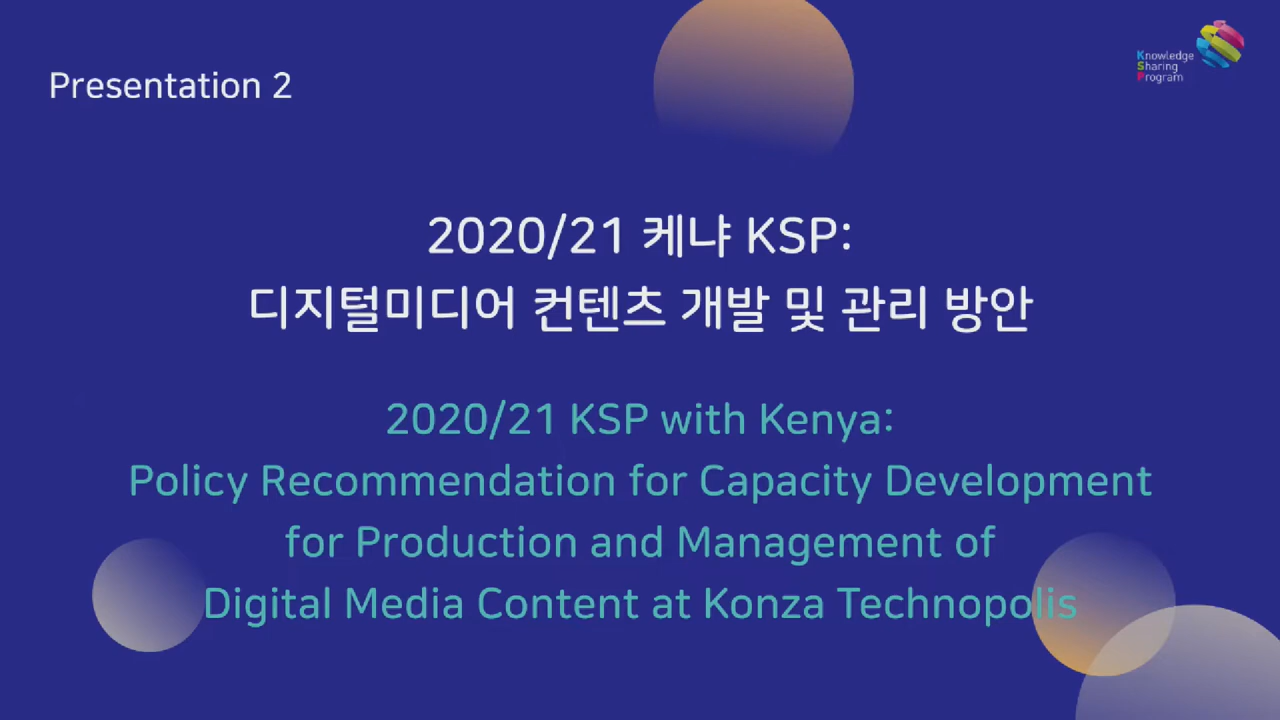 Presentation 2
Knowledge
Sharing
Program
2020/21 케냐 KSP:
디지털미디어 컨텐츠 개발 및 관리 방안
2020/21 KSP with Kenya:
Policy Recommendation for Capacity Development
for Production and Management of
Digital Media Content at Konza Technopolis